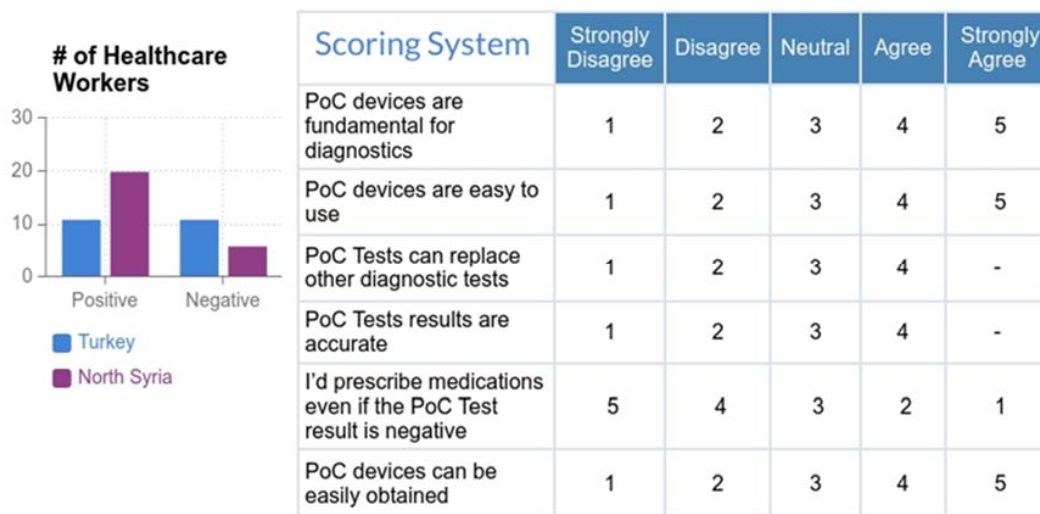 # of Healthcare
Workers
30
20
10
0
Positive
Negative
Turkey
North Syria
Scoring System
Strongly
Disagree
Disagree
Neutral
Agree
Strongly
Agree
PoC devices are
fundamental for
diagnostics
1 2 3 4 5
PoC devices are easy to
use
1 2 3 4 5
PoC Tests can replace
other diagnostic tests
1 2 3 4 -
PoC Tests results are
accurate
1 2 3 4 -
I'd prescribe medications
even if the PoC Test
result is negative
5 4 3 2 1
PoC devices can be
easily obtained
1 2 3 4 5